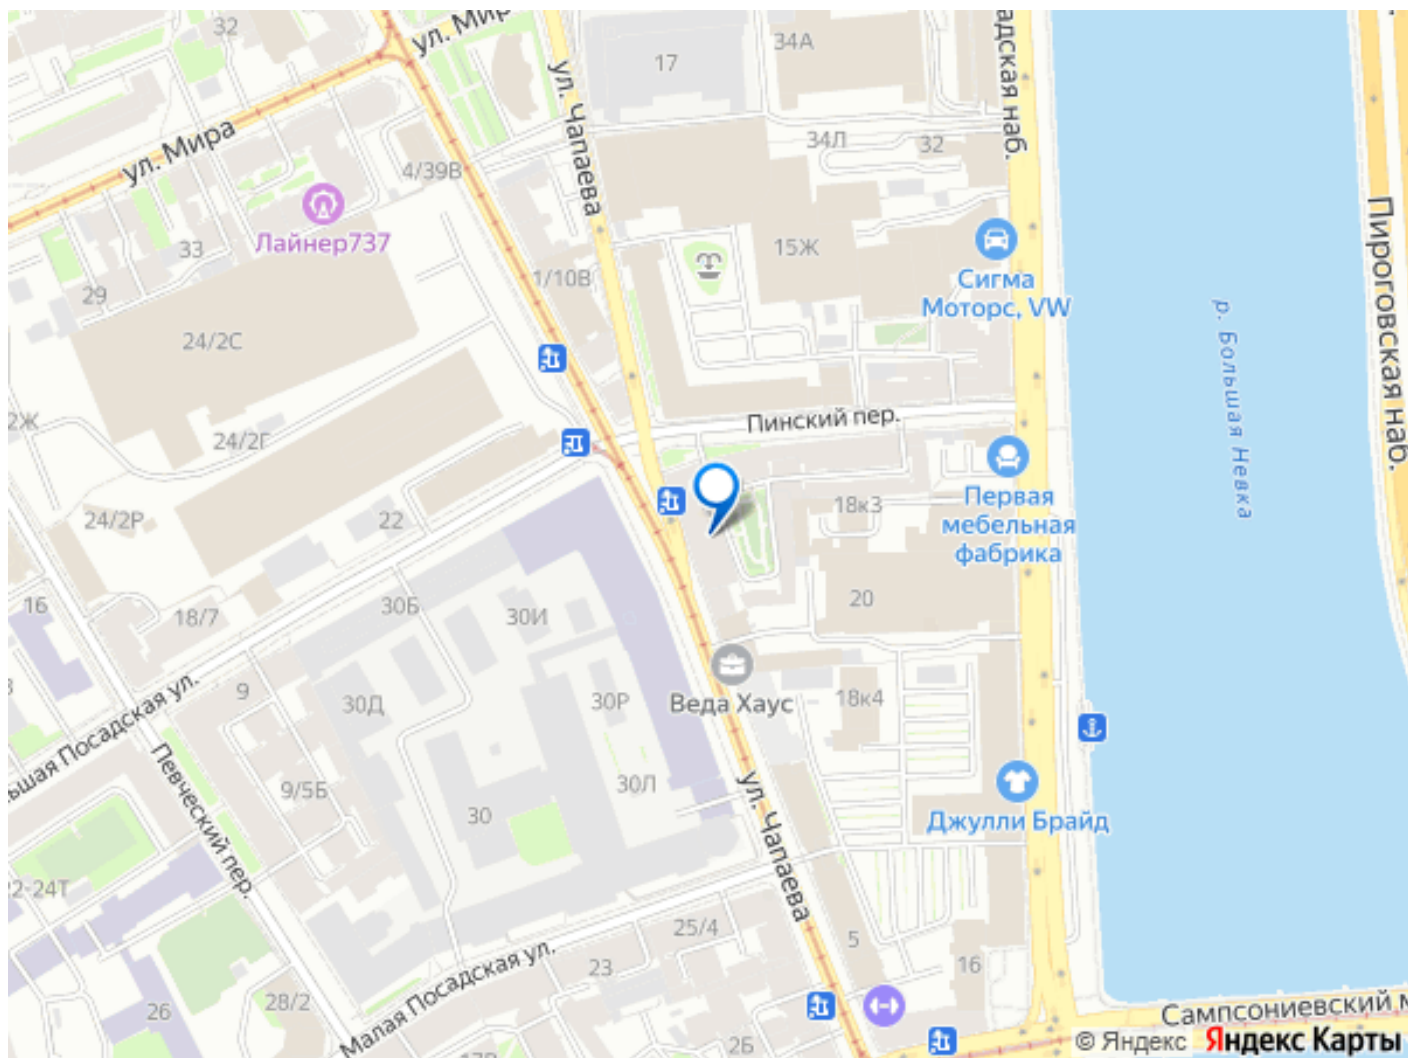 32
ул. Мира
34А
17
ул. Чапаева
адская наб.
34Л
32
ул. Мира
4/39В
Лайнер737
33
15Ж
Сигма
Моторс, VW
1/10В
29
24/2С
Пироговская наб.
р. Большая Невка
2Ж
24/2Г
Пинский пер.
Первая
мебельная
фабрика
18к3
24/2Р
22
16
18/7
30Б
30И
20
9
30Д
30Р
Веда Хаус
18к4
ьшая Посадская ул.
Певческий пер.
9/5Б
30
30Л
ул. Чапаева
Джулли Брайд
22-24Т
25/4
5
23
16
Малая Посадская ул.
28/2
26
2Б
Сампсониевский м
© Яндекс Яндекс Карты